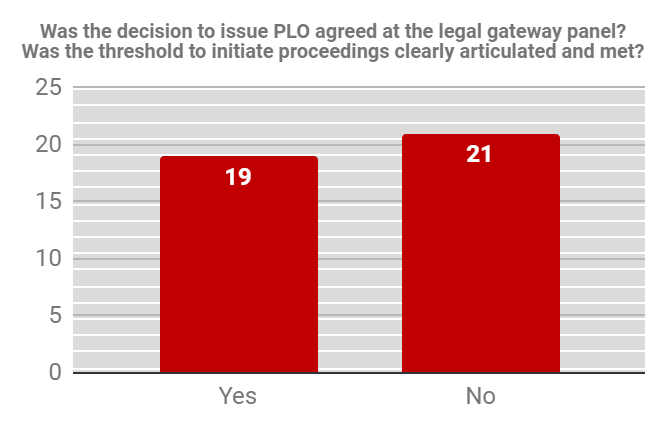 Was the decision to issue PLO agreed at the legal gateway panel?
Was the threshold to initiate proceedings clearly articulated and met?
25
20
15
10
5
0
19
21
Yes
No